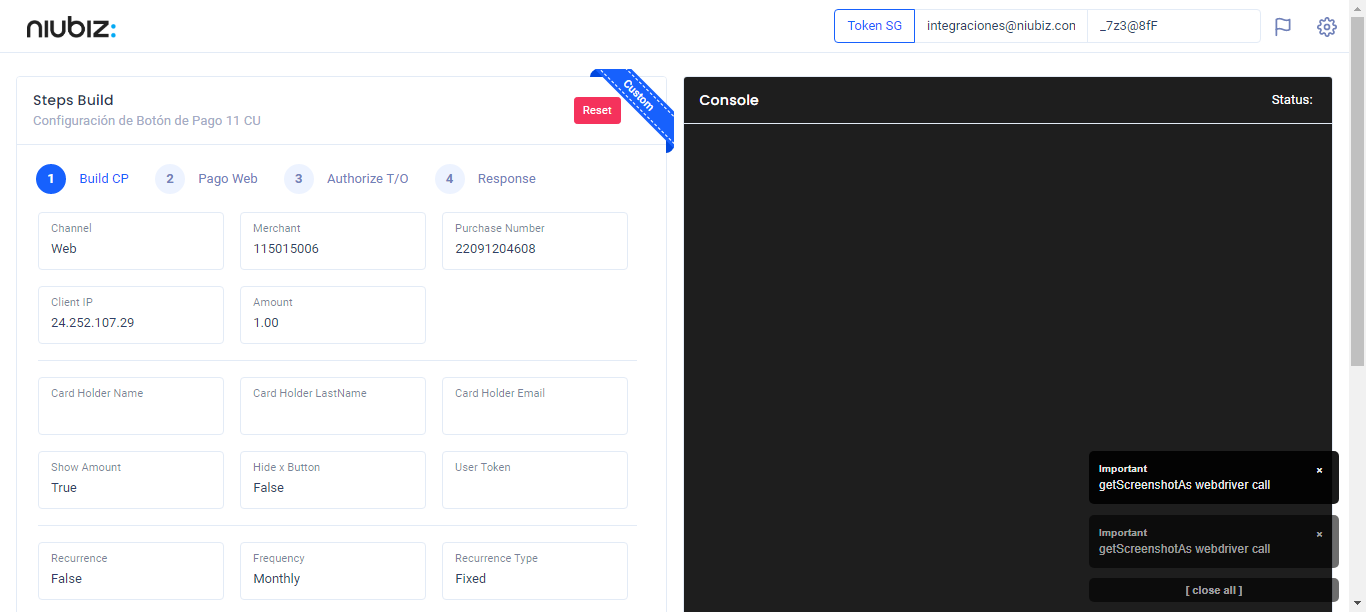 niubiz:
Token SG
integraciones@niubiz.con
_7z3@8fF
Steps Build
Configuración de Botón de Pago 11 CU
Reset
Custom
1 Build CP 2 Pago Web 3 Authorize T/O 4 Response
Channel
Web
Merchant
115015006
Purchase Number
22091204608
Client IP
24.252.107.29
Amount
1.00
Card Holder Name
Card Holder LastName
Card Holder Email
Show Amount
True
Hide x Button
False
User Token
Recurrence
False
Frequency
Monthly
Recurrence Type
Fixed
Console
Status:
Important ×
getScreenshotAs webdriver call
Important ×
getScreenshotAs webdriver call
[ close all ]